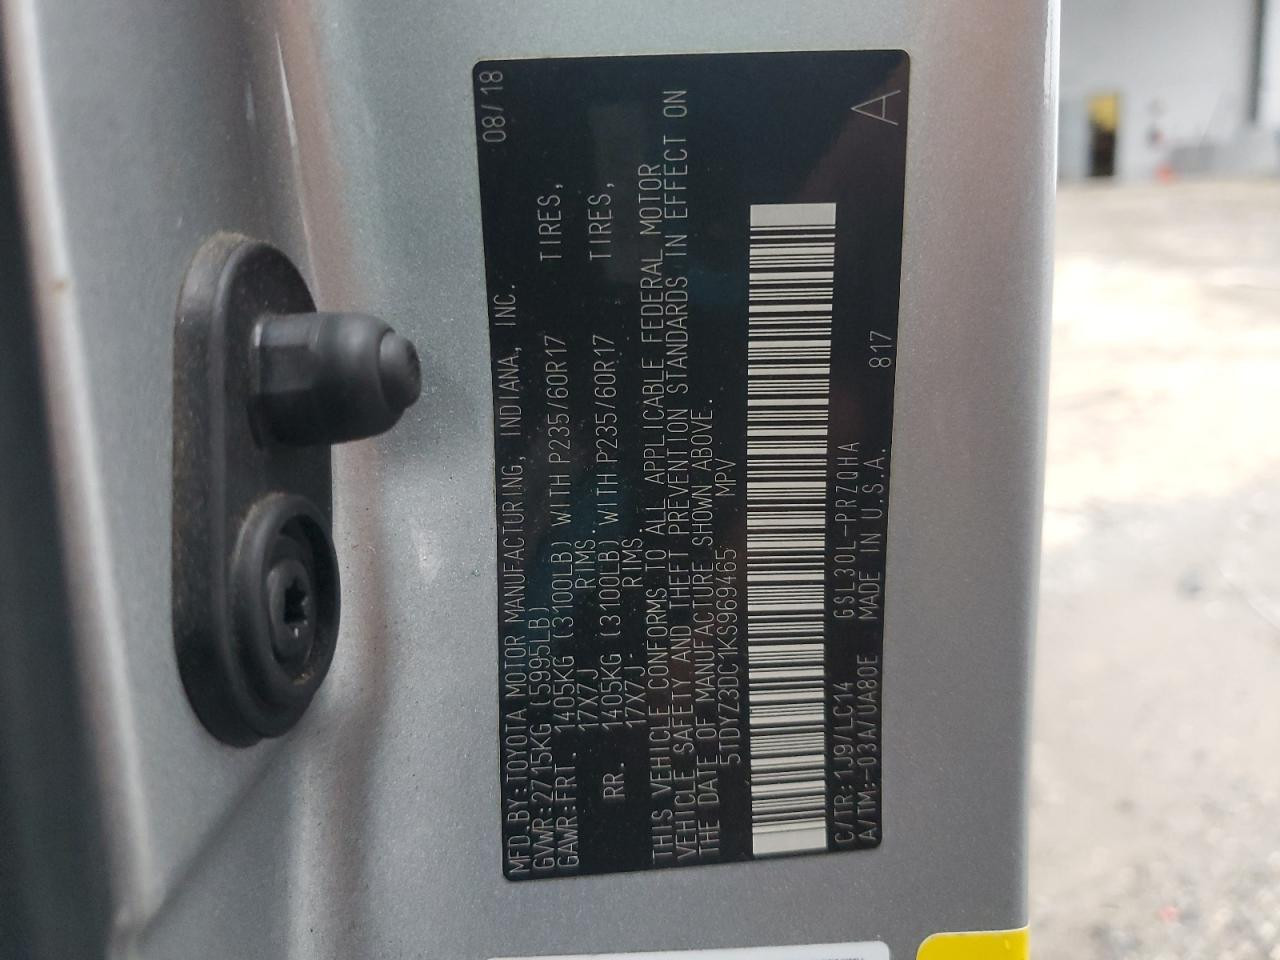 MFD.BY:TOYOTA MOTOR MANUFACTURING, INDIANA, INC. 08/18
GVWR:2715KG (5995LB)
GAWR:FRT. 1405KG (3100LB) WITH P235/60R17 TIRES,
17X7J RIMS.
RR. 1405KG (3100LB) WITH P235/60R17 TIRES,
17X7J RIMS.
THIS VEHICLE CONFORMS TO ALL APPLICABLE FEDERAL MOTOR
VEHICLE SAFETY AND THEFT PREVENTION STANDARDS IN EFFECT ON
THE DATE OF MANUFACTURE SHOWN ABOVE.
5TDYZ3DC1KS969465 MPV
C/TR:1J9/LC14 GSL30L-PRZQHA
A/TM:-03A/UA80E MADE IN U.S.A. 817 A